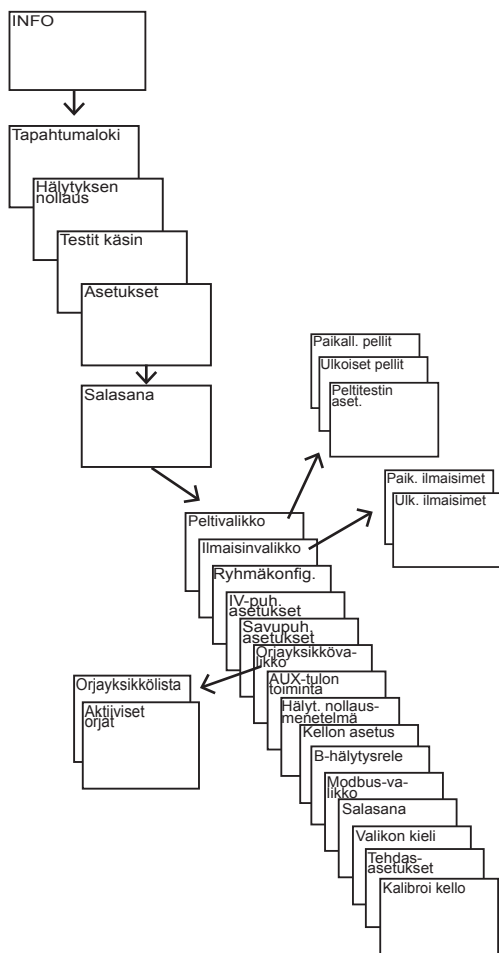 INFO
Tapahtumaloki
Hälytyksen
nollaus
Testit käsin
Asetukset
Salasana
Paikall. pellit
Ulkoiset pellit
Peltitestin
aset.
Paik. ilmaisimet
Ulk. ilmaisimet
Peltivalikko
Ilmaisinvalikko
Ryhmäkonfig.
IV-puh.
asetukset
Savupuh.
asetukset
Orjayksikköva-
likko
Orjayksikkölista
Aktiiviset
orjat
AUX-tulon
toiminta
Hälyt. nollaus-
menetelmä
Kellon asetus
B-hälytysrele
Modbus-va-
likko
Salasana
Valikon kieli
Tehdas-
asetukset
Kalibroi kello